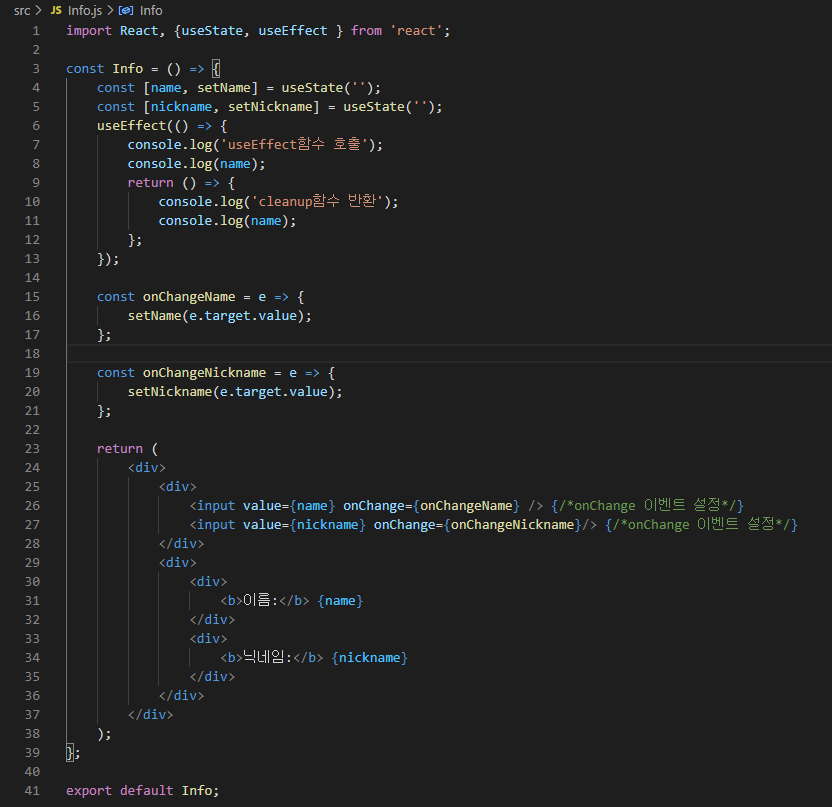 src > JS Info.js > Info
1 import React, {useState, useEffect } from 'react';
2
3 const Info = () => {
4     const [name, setName] = useState('');
5     const [nickname, setNickname] = useState('');
6     useEffect(() => {
7         console.log('useEffect함수 호출');
8         console.log(name);
9         return () => {
10             console.log('cleanup함수 반환');
11             console.log(name);
12         };
13     });
14
15     const onChangeName = e => {
16         setName(e.target.value);
17     };
18
19     const onChangeNickname = e => {
20         setNickname(e.target.value);
21     };
22
23     return (
24         <div>
25             <div>
26                 <input value={name} onChange={onChangeName} /> {/*onChange 이벤트 설정*/}
27                 <input value={nickname} onChange={onChangeNickname}/> {/*onChange 이벤트 설정*/}
28             </div>
29             <div>
30                 <div>
31                     <b>이름:</b> {name}
32                 </div>
33                 <div>
34                     <b>닉네임:</b> {nickname}
35                 </div>
36             </div>
37         </div>
38     );
39 };
40
41 export default Info;